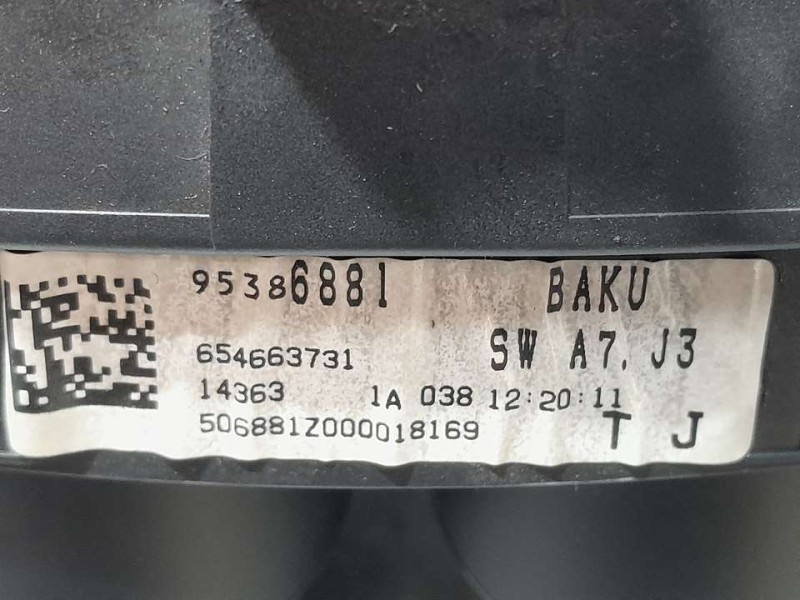 95386881 BAKU
654663731 SW A7. J3
14363 1A 038 12:20:11
506881Z000018169 T J